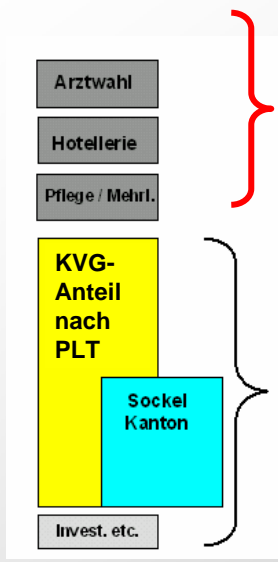 Arztwahl
Hotellerie
Pflege / Mehrl.
KVG-
Anteil
nach
PLT
Sockel
Kanton
Invest. etc.